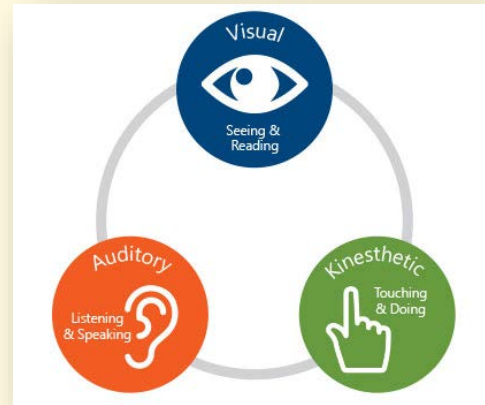 Visual
Seeing &
Reading
Auditory
Listening
& Speaking
Kinesthetic
Touching
& Doing